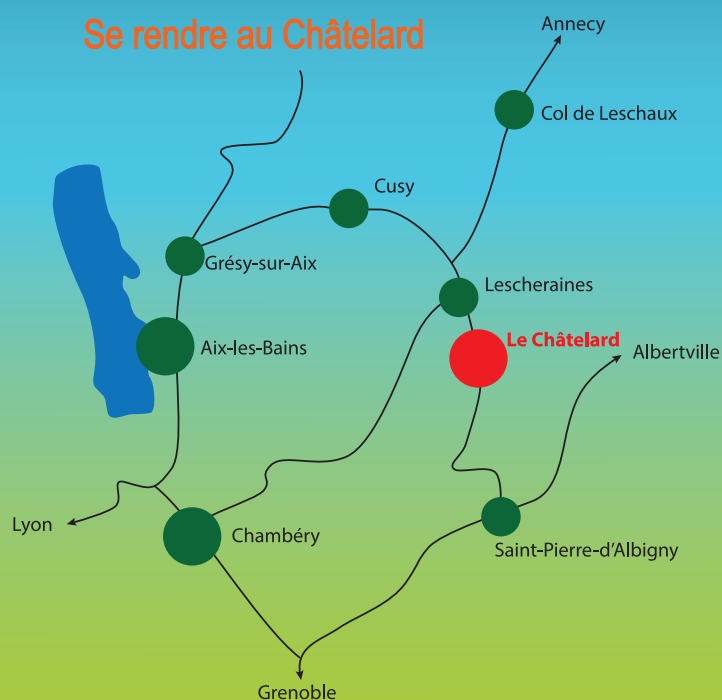 Se rendre au Châtelard
Annecy
Col de Leschaux
Cusy
Grésy-sur-Aix
Lescheraines
Le Châtelard
Aix-les-Bains
Albertville
Lyon
Chambéry
Saint-Pierre-d'Albigny
Grenoble